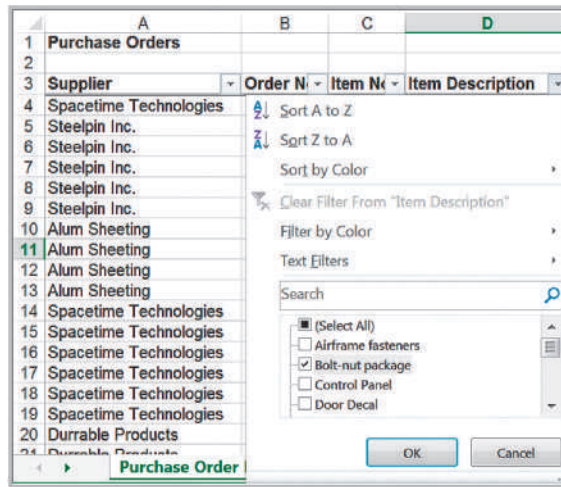 A B C D
1 Purchase Orders
2
3 Supplier Order N Item N Item Description
4 Spacetime Technologies
5 Steelpin Inc.
6 Steelpin Inc.
7 Steelpin Inc.
8 Steelpin Inc.
9 Steelpin Inc.
10 Alum Sheeting
11 Alum Sheeting
12 Alum Sheeting
13 Alum Sheeting
14 Spacetime Technologies
15 Spacetime Technologies
16 Spacetime Technologies
17 Spacetime Technologies
18 Spacetime Technologies
19 Spacetime Technologies
20 Durrable Products
21 Durrable Products
Purchase Order
Sort A to Z
Sort Z to A
Sort by Color
Clear Filter From "Item Description"
Filter by Color
Text Filters
Search
(Select All)
Airframe fasteners
Bolt-nut package
Control Panel
Door Decal
OK Cancel